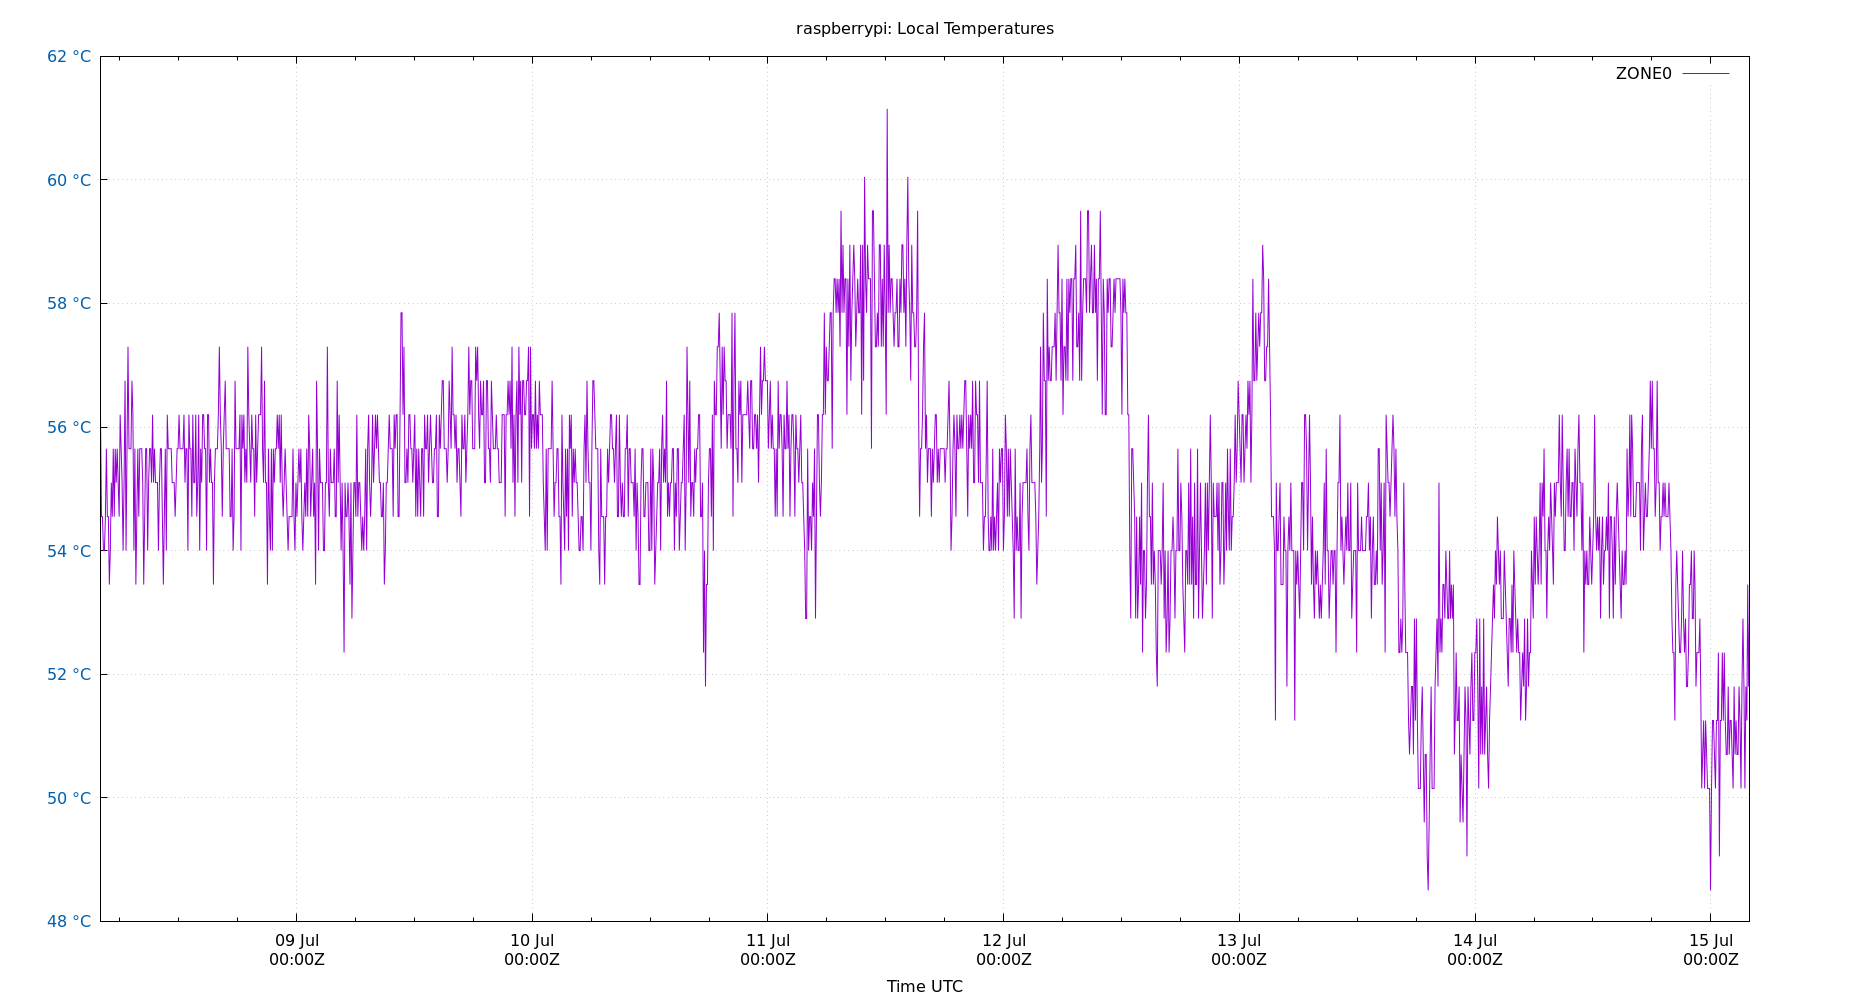 raspberrypi: Local Temperatures
62 °C
ZONE0
60 °C
58 °C
56 °C
54 °C
52 °C
50 °C
48 °C
09 Jul 10 Jul 11 Jul 12 Jul 13 Jul 14 Jul 15 Jul
00:00Z 00:00Z 00:00Z 00:00Z 00:00Z 00:00Z 00:00Z
Time UTC